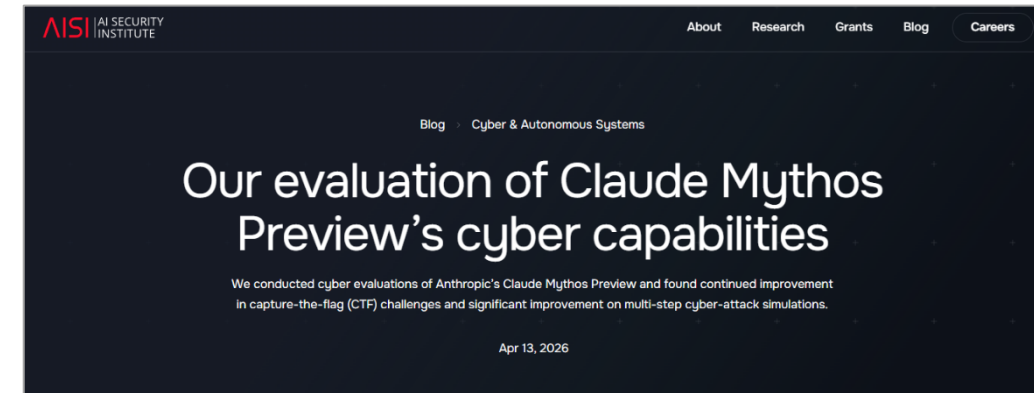 AISI AI SECURITY
INSTITUTE
About Research Grants Blog Careers
Blog › Cyber & Autonomous Systems
Our evaluation of Claude Mythos
Preview’s cyber capabilities
We conducted cyber evaluations of Anthropic’s Claude Mythos Preview and found continued improvement
in capture-the-flag (CTF) challenges and significant improvement on multi-step cyber-attack simulations.
Apr 13, 2026